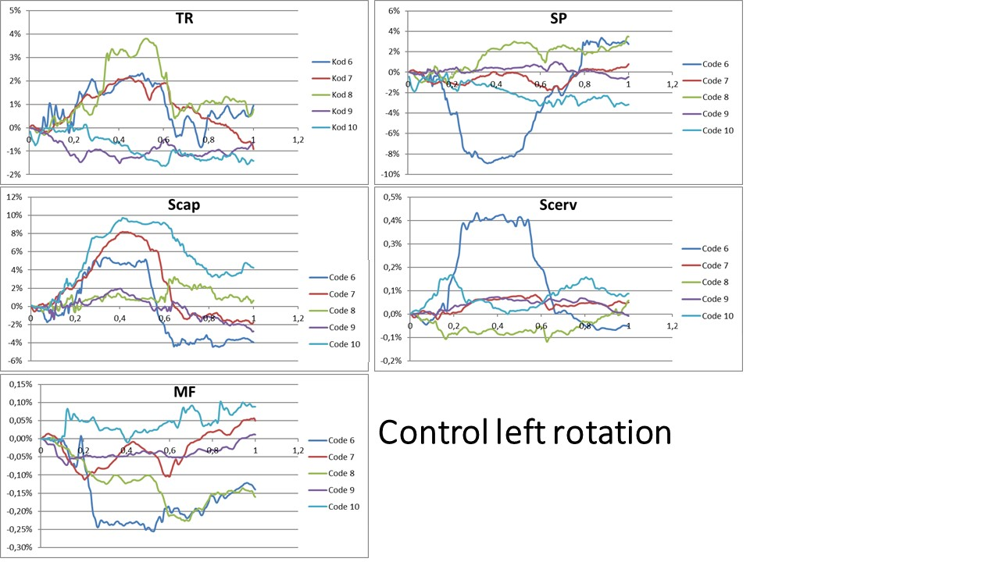 TR
5%
4%
3%
2%
1%
0%
-1%
-2%
0 0,2 0,4 0,6 0,8 1 1,2
Kod 6
Kod 7
Kod 8
Kod 9
Kod 10
SP
6%
4%
2%
0%
-2%
-4%
-6%
-8%
-10%
0 0,2 0,4 0,6 0,8 1 1,2
Code 6
Code 7
Code 8
Code 9
Code 10
Scap
12%
10%
8%
6%
4%
2%
0%
-2%
-4%
-6%
0 0,2 0,4 0,6 0,8 1 1,2
Code 6
Code 7
Code 8
Code 9
Code 10
Scerv
0,5%
0,4%
0,3%
0,2%
0,1%
0,0%
-0,1%
-0,2%
0 0,2 0,4 0,6 0,8 1 1,2
Code 6
Code 7
Code 8
Code 9
Code 10
MF
0,15%
0,10%
0,05%
0,00%
-0,05%
-0,10%
-0,15%
-0,20%
-0,25%
-0,30%
0 0,2 0,4 0,6 0,8 1 1,2
Code 6
Code 7
Code 8
Code 9
Code 10
Control left rotation